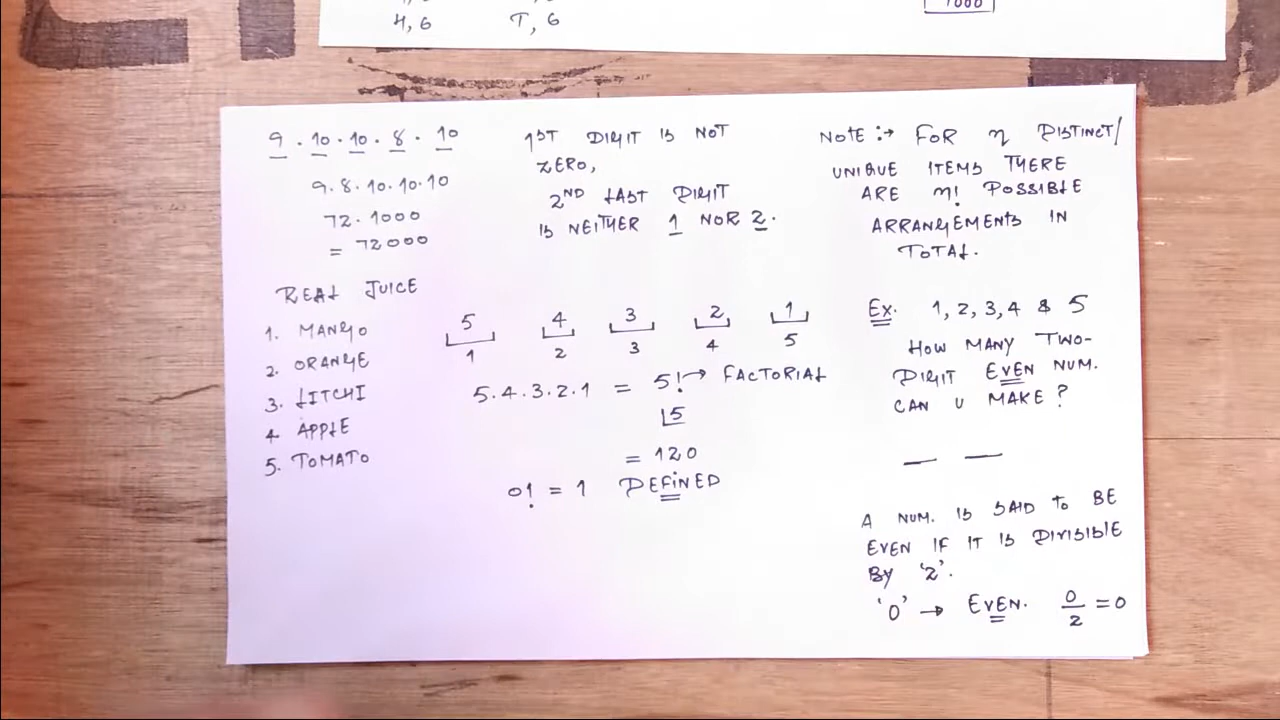 4, 6 T, 6
1000
9 . 10 . 10 . 8 . 10
9.8.10.10.10
72.1000
= 72000
1ST DIGIT IS NOT
ZERO,
2ND LAST DIGIT
IS NEITHER 1 NOR 2.
NOTE :→ FOR n DISTINCT/
UNIQUE ITEMS THERE
ARE n! POSSIBLE
ARRANGEMENTS IN
TOTAL.
REAL JUICE
1. MANGO
2. ORANGE
3. LITCHI
4. APPLE
5. TOMATO
5 4 3 2 1
1 2 3 4 5
5.4.3.2.1 = 5! → FACTORIAL
5
= 120
0! = 1 DEFINED
Ex. 1, 2, 3, 4 & 5
HOW MANY TWO-
DIGIT EVEN NUM.
CAN U MAKE ?
A NUM. IS SAID TO BE
EVEN IF IT IS DIVISIBLE
BY '2'.
'0' → EVEN. 0/2 = 0